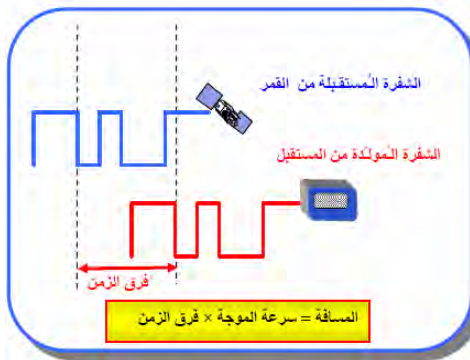 الشفرة المُستقبلة من القمر
الشفرة المُولّدة من المستقبل
فرق الزمن
المسافة = سرعة الموجة × فرق الزمن